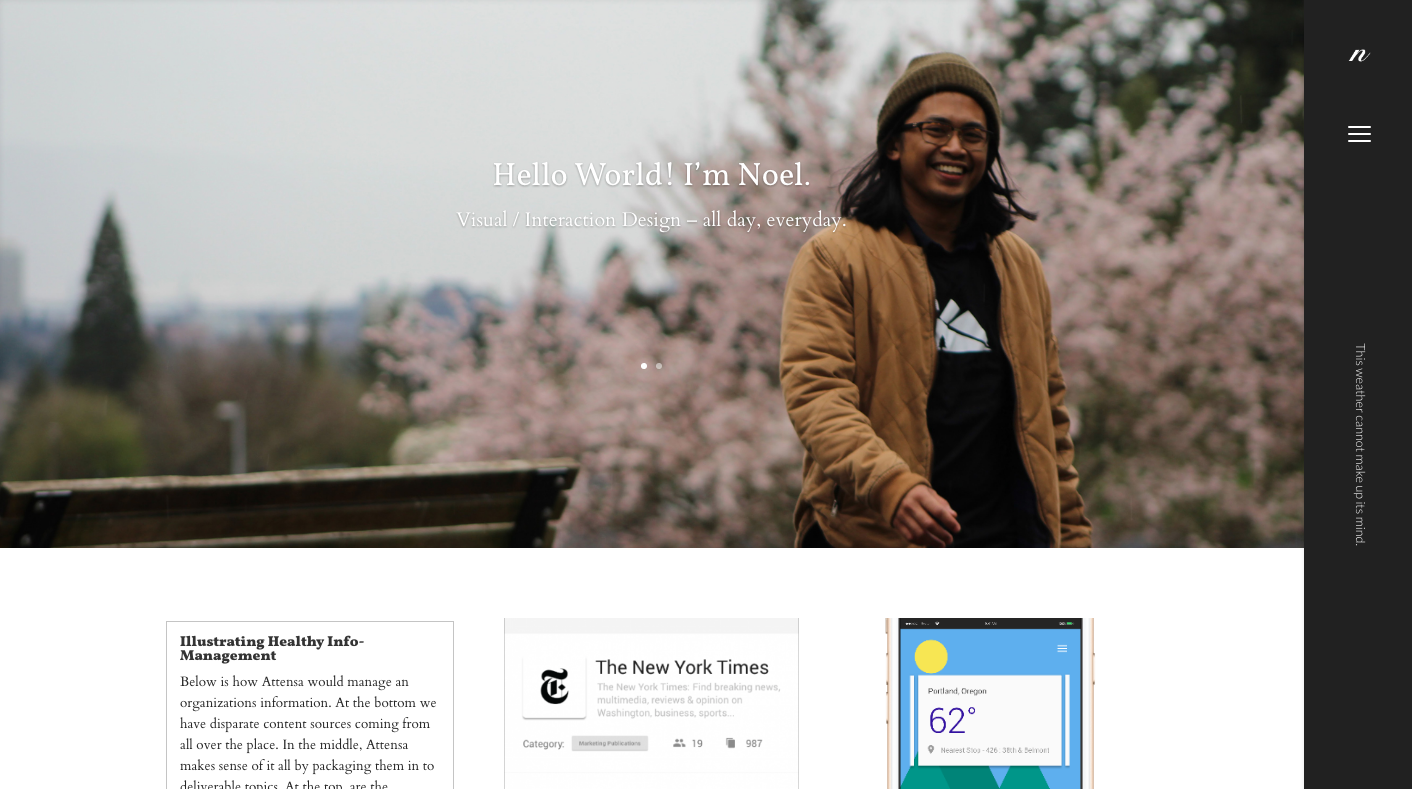 n
Hello World! I'm Noel.
Visual / Interaction Design – all day, everyday.
This weather cannot make up its mind.
Illustrating Healthy Info-
Management
Below is how Attensa would manage an
organizations information. At the bottom we
have disparate content sources coming from
all over the place. In the middle, Attensa
makes sense of it all by packaging them in to
deliverable topics. At the top, are the
The New York Times
The New York Times: Find breaking news,
multimedia, reviews & opinion on
Washington, business, sports...
Category: Marketing Publications 19 987
Portland, Oregon
62°
Nearest Stop - 426 : 38th & Belmont